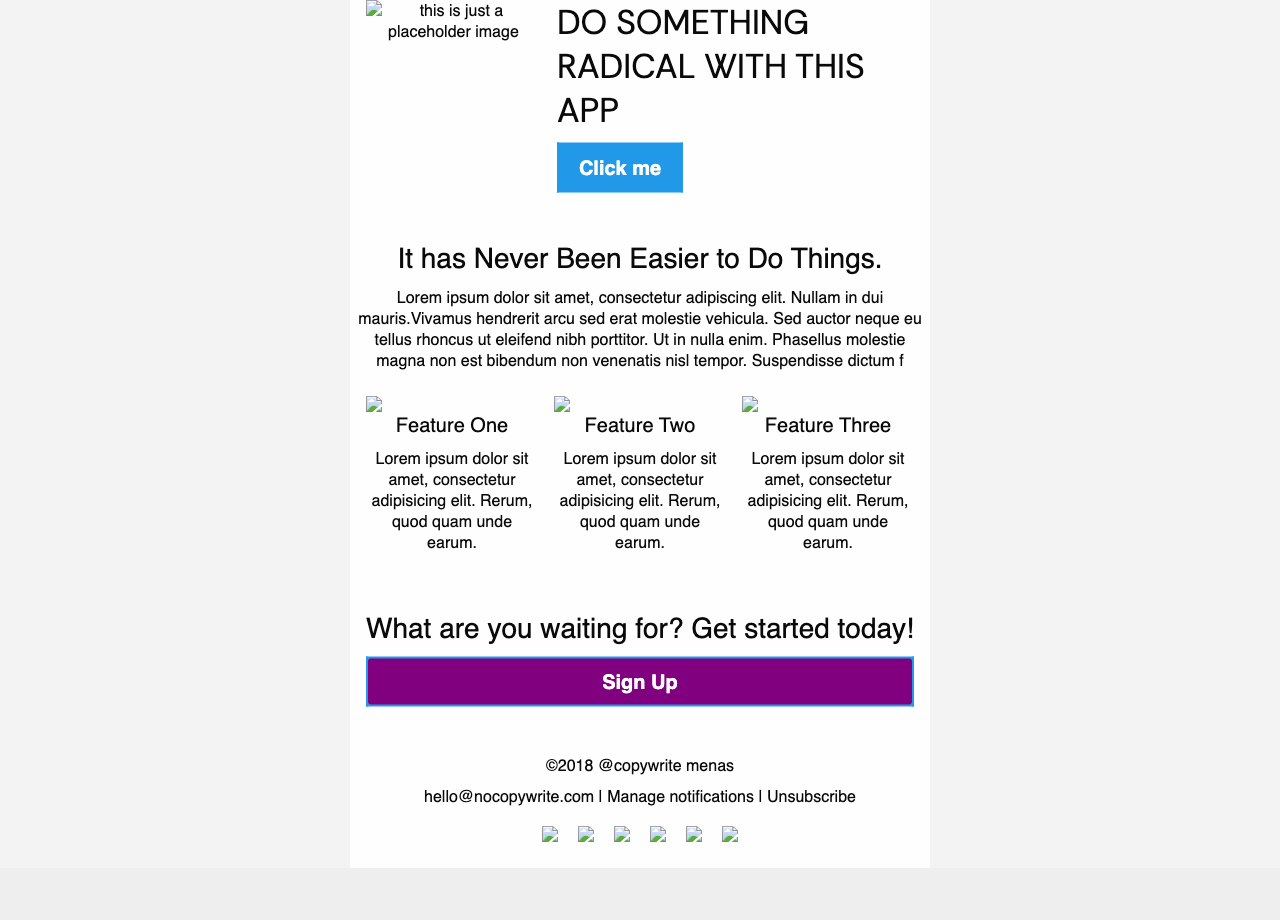 this is just a
placeholder image
DO SOMETHING
RADICAL WITH THIS
APP
Click me
It has Never Been Easier to Do Things.
Lorem ipsum dolor sit amet, consectetur adipiscing elit. Nullam in dui
mauris.Vivamus hendrerit arcu sed erat molestie vehicula. Sed auctor neque eu
tellus rhoncus ut eleifend nibh porttitor. Ut in nulla enim. Phasellus molestie
magna non est bibendum non venenatis nisl tempor. Suspendisse dictum f
Feature One
Lorem ipsum dolor sit
amet, consectetur
adipisicing elit. Rerum,
quod quam unde
earum.
Feature Two
Lorem ipsum dolor sit
amet, consectetur
adipisicing elit. Rerum,
quod quam unde
earum.
Feature Three
Lorem ipsum dolor sit
amet, consectetur
adipisicing elit. Rerum,
quod quam unde
earum.
What are you waiting for? Get started today!
Sign Up
©2018 @copywrite menas
hello@nocopywrite.com | Manage notifications | Unsubscribe